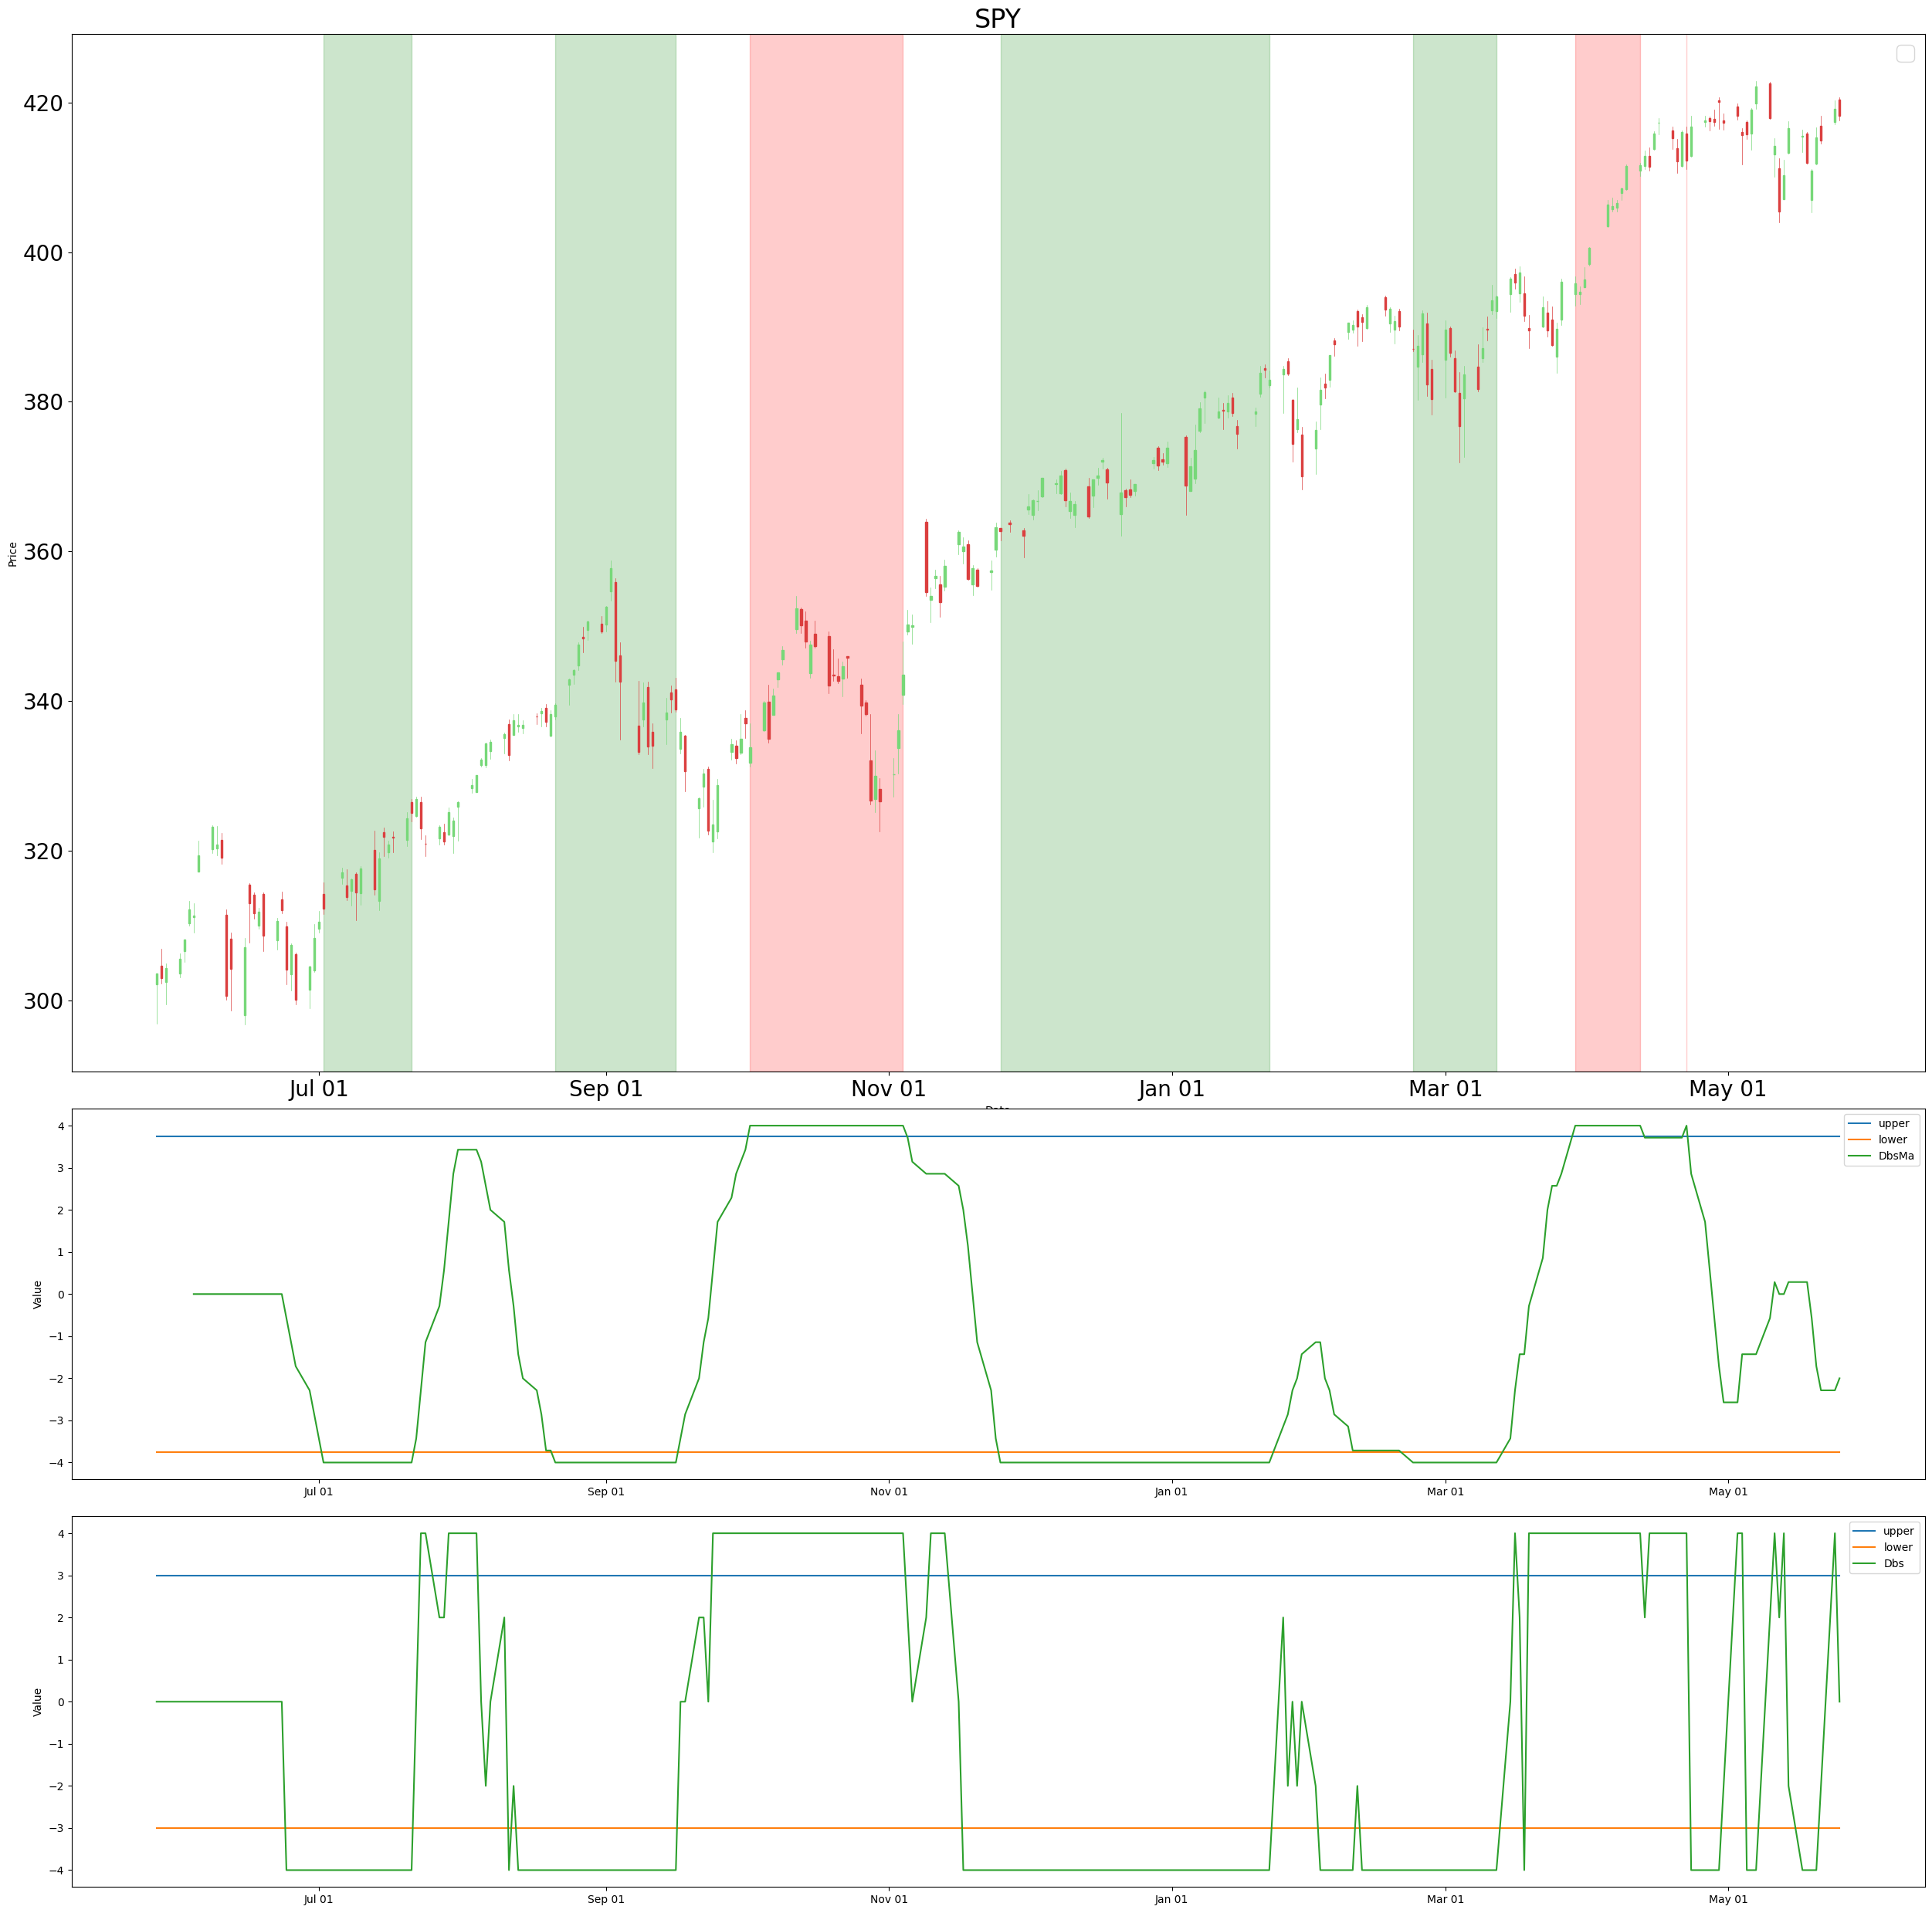 SPY
420
400
380
360
340
320
300
Price
Jul 01
Sep 01
Nov 01
Jan 01
Mar 01
May 01
Date
4
3
2
1
0
−1
−2
−3
−4
Value
upper
lower
DbsMa
Jul 01
Sep 01
Nov 01
Jan 01
Mar 01
May 01
4
3
2
1
0
−1
−2
−3
−4
Value
upper
lower
Dbs
Jul 01
Sep 01
Nov 01
Jan 01
Mar 01
May 01